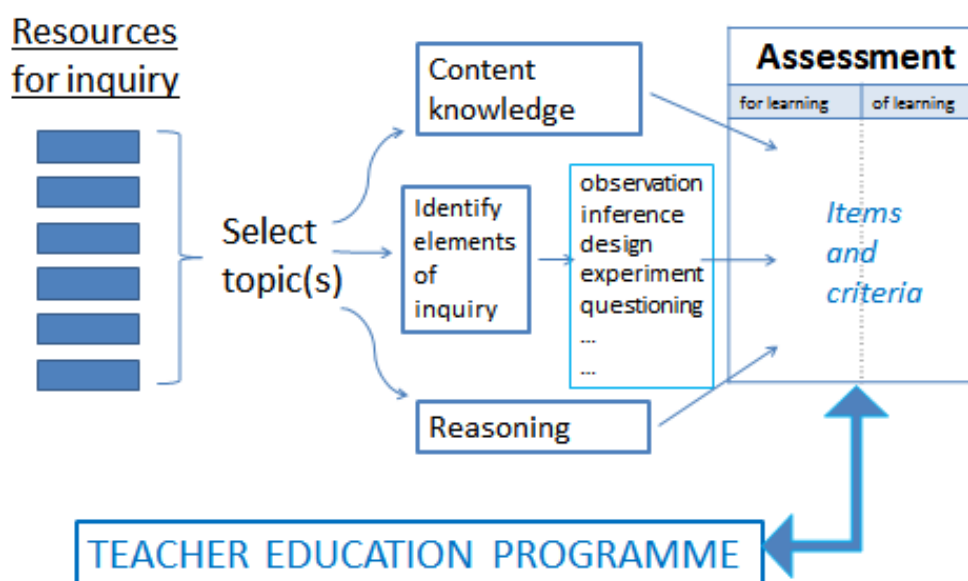 Resources
for inquiry
Select
topic(s)
Content
knowledge
Identify
elements
of
inquiry
observation
inference
design
experiment
questioning
...
...
Reasoning
Assessment
for learning
of learning
Items
and
criteria
TEACHER EDUCATION PROGRAMME